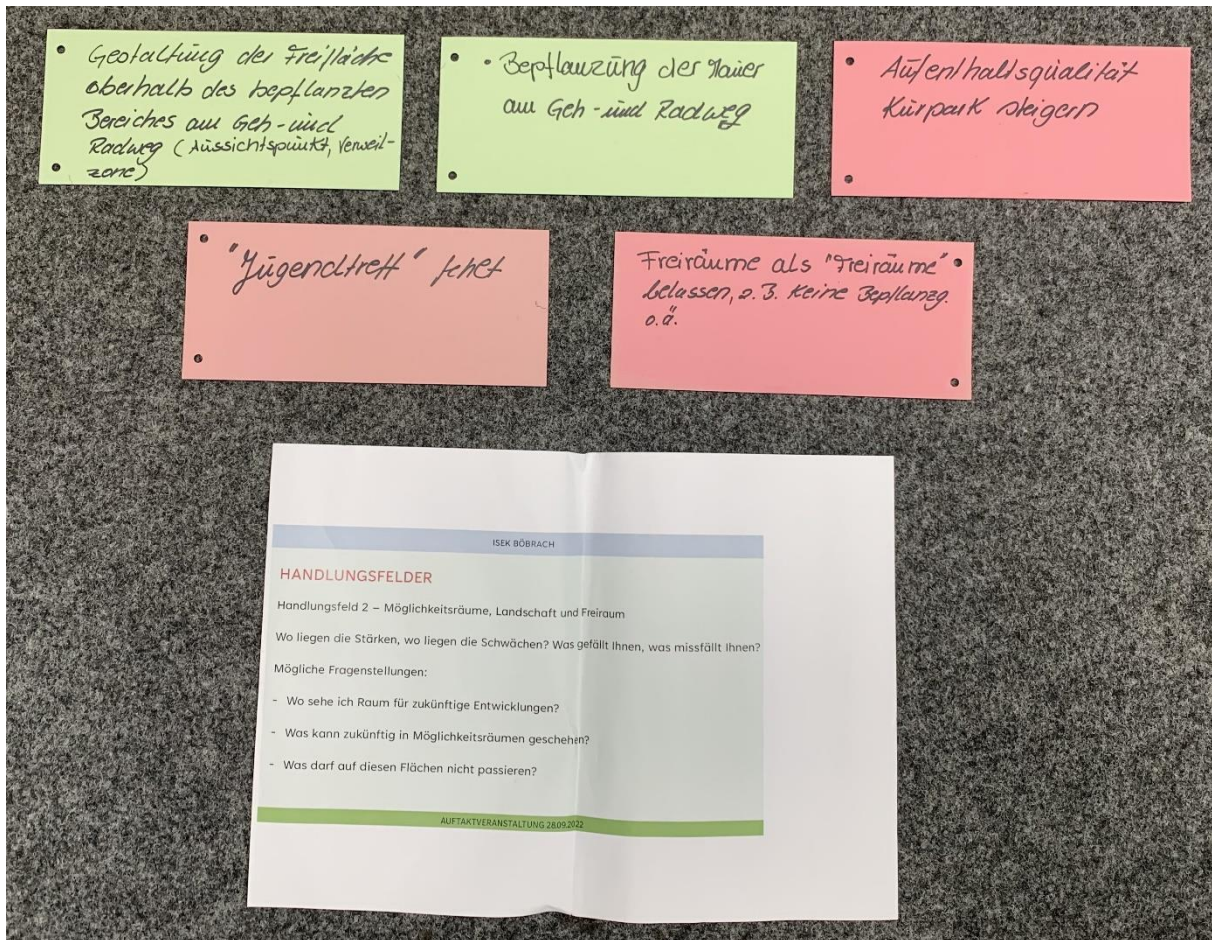 Gestaltung der Freifläche
oberhalb des bepflanzten
Bereiches am Geh- und
Radweg (Aussichtspunkt, Verweil-
zone)
• Bepflanzung der Mauer
am Geh- und Radweg
Aufenthaltsqualität
Kurpark steigern
"Jugendtreff" fehlt
Freiräume als "Freiräume"
belassen, z.B. keine Bepflanzg.
o.ä.
ISEK BÖBRACH
HANDLUNGSFELDER
Handlungsfeld 2 – Möglichkeitsräume, Landschaft und Freiraum
Wo liegen die Stärken, wo liegen die Schwächen? Was gefällt Ihnen, was missfällt Ihnen?
Mögliche Fragenstellungen:
- Wo sehe ich Raum für zukünftige Entwicklungen?
- Was kann zukünftig in Möglichkeitsräumen geschehen?
- Was darf auf diesen Flächen nicht passieren?
AUFTAKTVERANSTALTUNG 28.09.2022